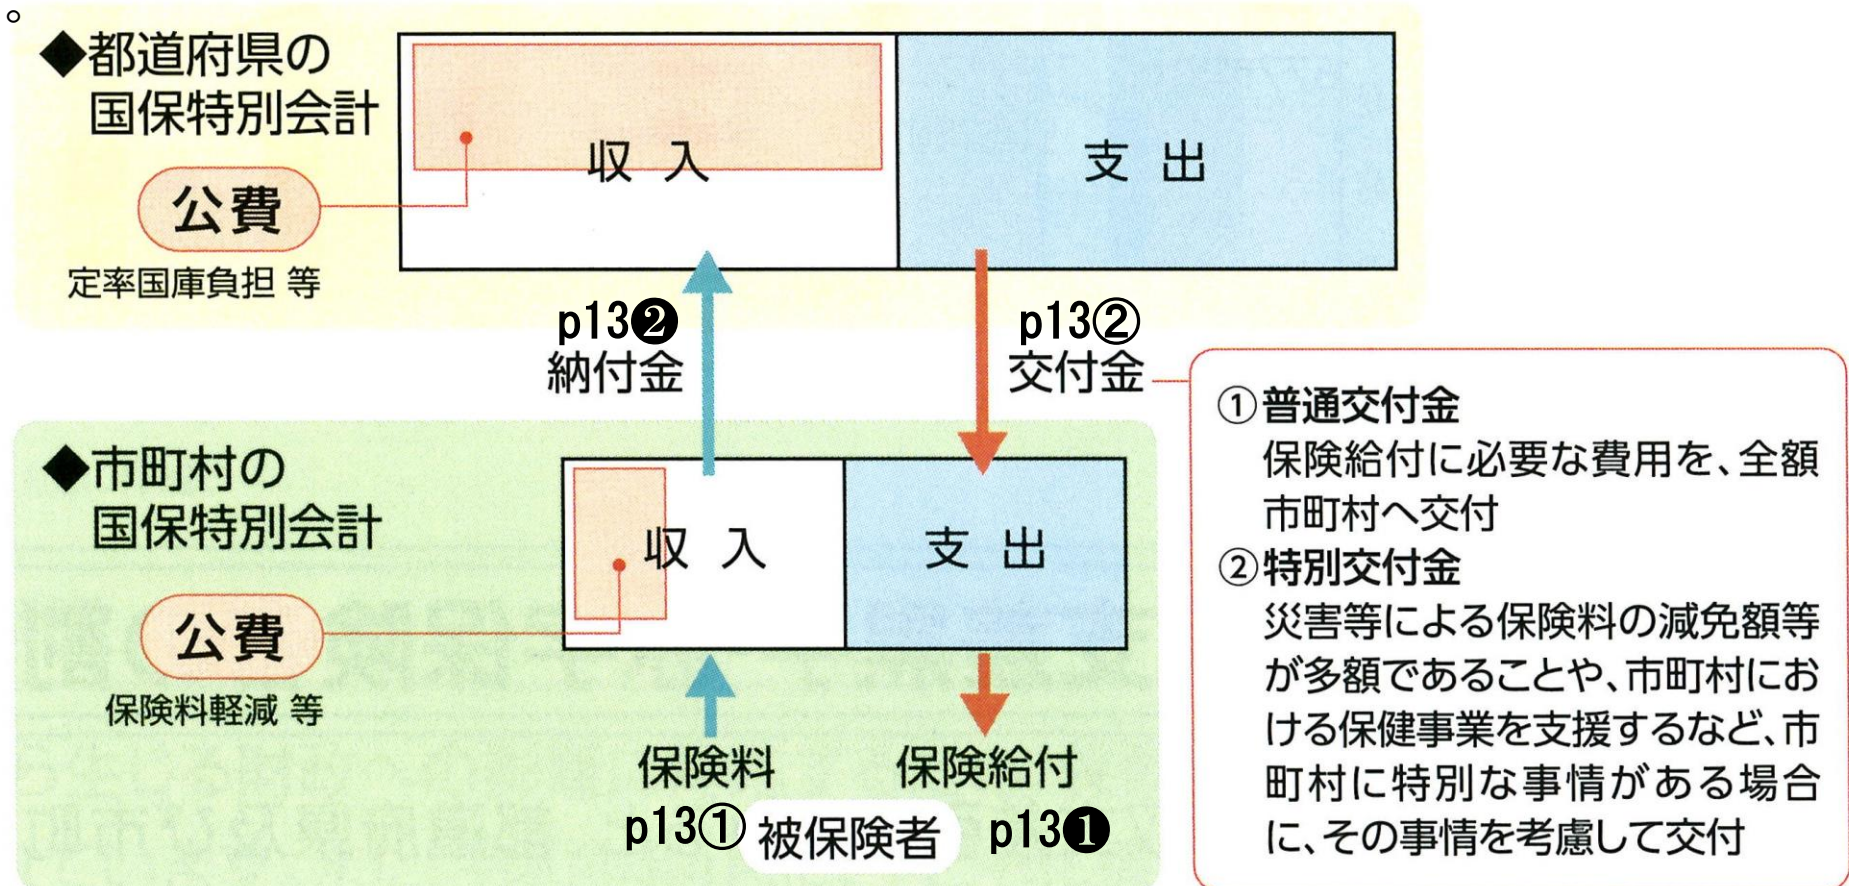 。
◆都道府県の
国保特別会計
公費
定率国庫負担 等
収 入
支 出
p13❷
納付金
p13②
交付金
◆市町村の
国保特別会計
公費
保険料軽減 等
収 入
支 出
保険料
p13①
保険給付
p13❶
被保険者
①普通交付金
保険給付に必要な費用を、全額
市町村へ交付
②特別交付金
災害等による保険料の減免額等
が多額であることや、市町村にお
ける保健事業を支援するなど、市
町村に特別な事情がある場合
に、その事情を考慮して交付